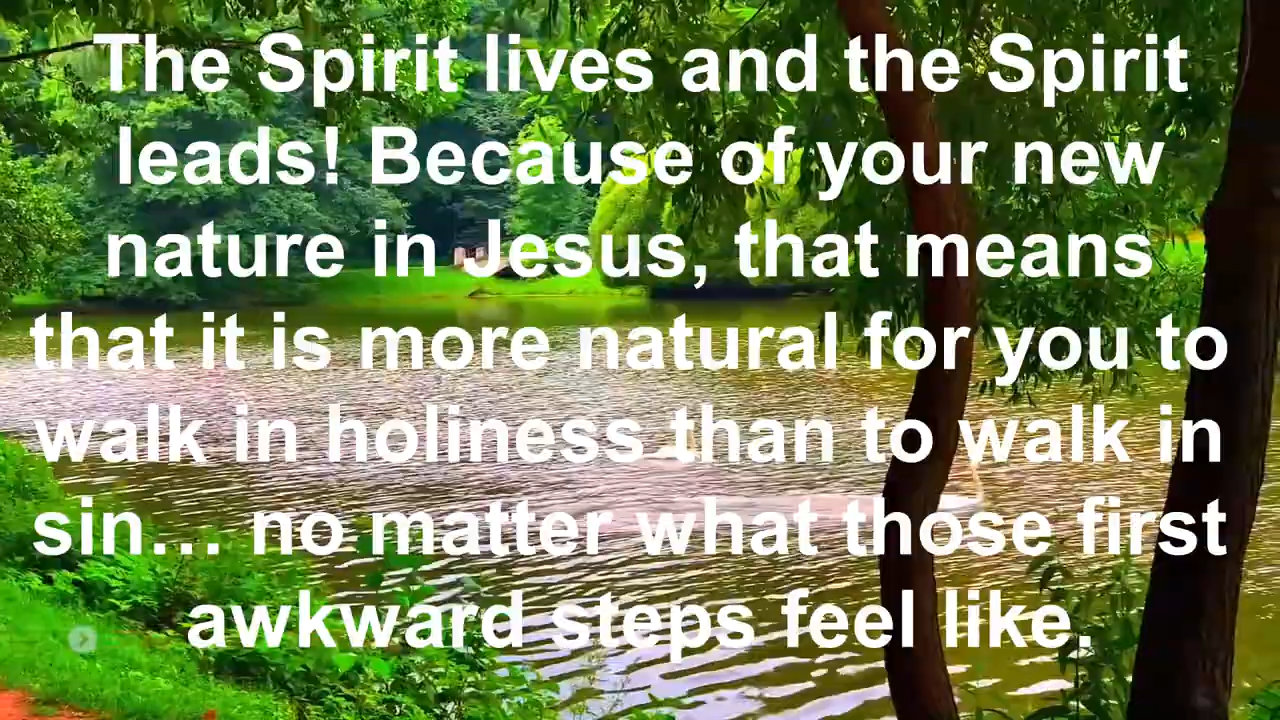 The Spirit lives and the Spirit
leads! Because of your new
nature in Jesus, that means
that it is more natural for you to
walk in holiness than to walk in
sin... no matter what those first
awkward steps feel like.